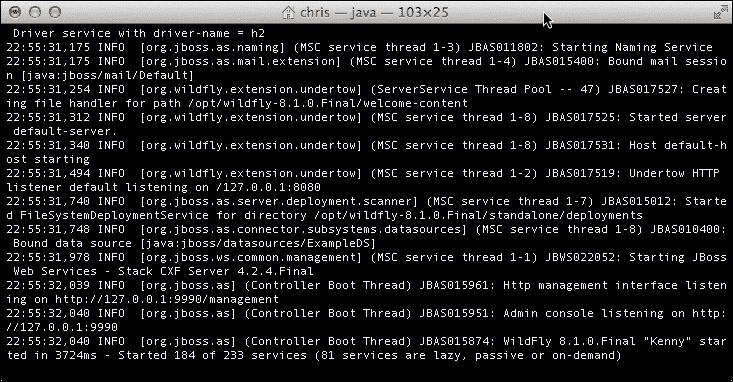 chris — java — 103×25
Driver service with driver-name = h2
22:55:31,175 INFO  [org.jboss.as.naming] (MSC service thread 1-3) JBAS011802: Starting Naming Service
22:55:31,175 INFO  [org.jboss.as.mail.extension] (MSC service thread 1-4) JBAS015400: Bound mail sessio
n [java:jboss/mail/Default]
22:55:31,254 INFO  [org.wildfly.extension.undertow] (ServerService Thread Pool -- 47) JBAS017527: Creat
ing file handler for path /opt/wildfly-8.1.0.Final/welcome-content
22:55:31,312 INFO  [org.wildfly.extension.undertow] (MSC service thread 1-8) JBAS017525: Started server
default-server.
22:55:31,340 INFO  [org.wildfly.extension.undertow] (MSC service thread 1-8) JBAS017531: Host default-h
ost starting
22:55:31,494 INFO  [org.wildfly.extension.undertow] (MSC service thread 1-2) JBAS017519: Undertow HTTP
listener default listening on /127.0.0.1:8080
22:55:31,740 INFO  [org.jboss.as.server.deployment.scanner] (MSC service thread 1-7) JBAS015012: Starte
d FileSystemDeploymentService for directory /opt/wildfly-8.1.0.Final/standalone/deployments
22:55:31,748 INFO  [org.jboss.as.connector.subsystems.datasources] (MSC service thread 1-8) JBAS010400:
Bound data source [java:jboss/datasources/ExampleDS]
22:55:31,978 INFO  [org.jboss.ws.common.management] (MSC service thread 1-1) JBWS022052: Starting JBoss
Web Services - Stack CXF Server 4.2.4.Final
22:55:32,039 INFO  [org.jboss.as] (Controller Boot Thread) JBAS015961: Http management interface listen
ing on http://127.0.0.1:9990/management
22:55:32,040 INFO  [org.jboss.as] (Controller Boot Thread) JBAS015951: Admin console listening on http:
//127.0.0.1:9990
22:55:32,040 INFO  [org.jboss.as] (Controller Boot Thread) JBAS015874: WildFly 8.1.0.Final "Kenny" star
ted in 3724ms - Started 184 of 233 services (81 services are lazy, passive or on-demand)